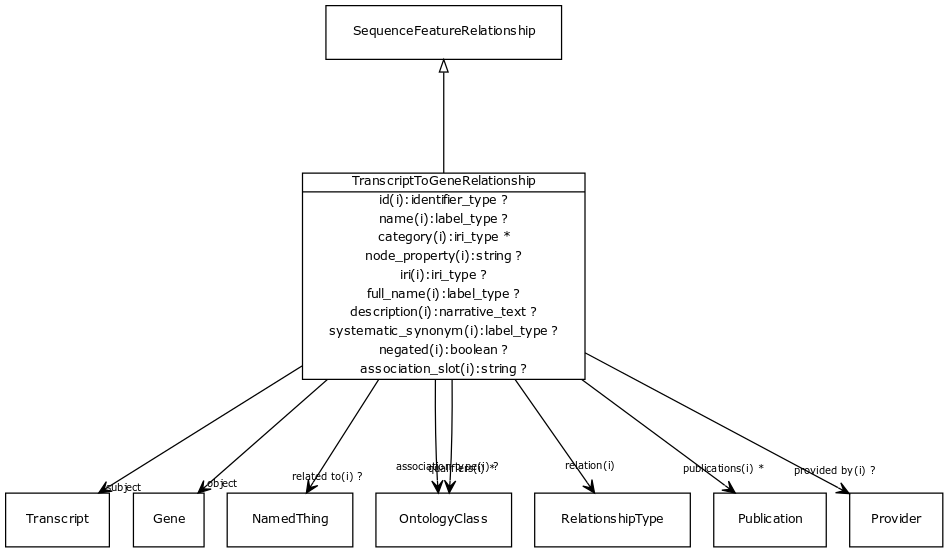 SequenceFeatureRelationship
TranscriptToGeneRelationship
id(i):identifier_type ?
name(i):label_type ?
category(i):iri_type *
node_property(i):string ?
iri(i):iri_type ?
full_name(i):label_type ?
description(i):narrative_text ?
systematic_synonym(i):label_type ?
negated(i):boolean ?
association_slot(i):string ?
subject
object
related to(i) ?
association type(i) ?
qualifiers(i) *
relation(i)
publications(i) *
provided by(i) ?
Transcript
Gene
NamedThing
OntologyClass
RelationshipType
Publication
Provider